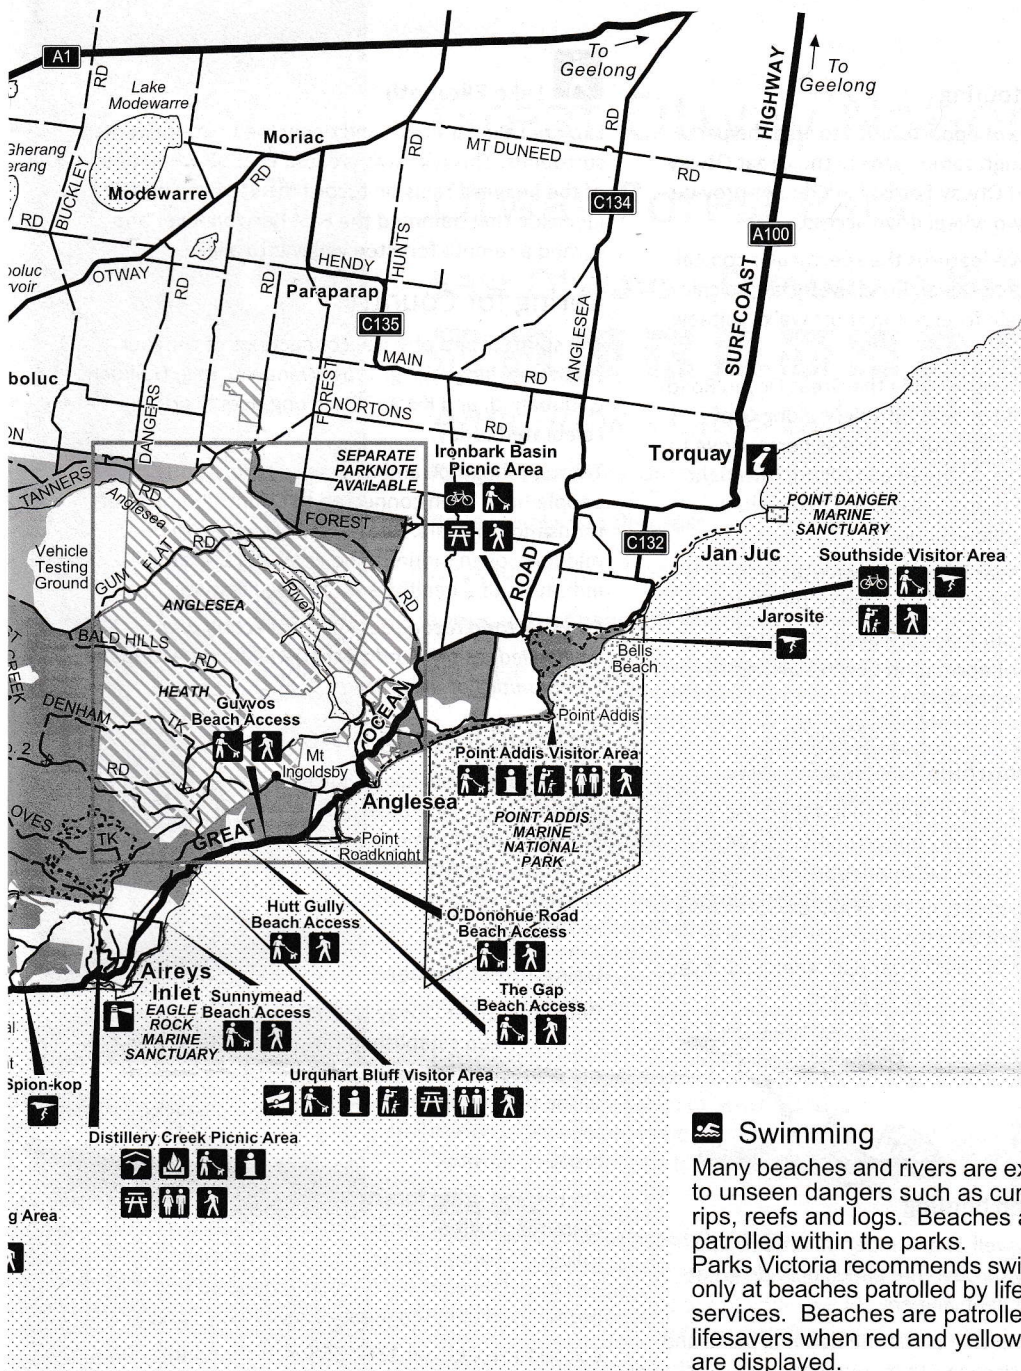 A1
To
Geelong
HIGHWAY
To
Geelong
RD
Lake
Modewarre
Moriac
RD
MT DUNEED
RD
RD
Gherang
erang
BUCKLEY
Modewarre
RD
C134
RD
A100
OTWAY
RD
RD
HENDY
HUNTS
Paraparap
C135
ANGLESEA
SURFCOAST
MAIN
RD
boluc
DANGERS
FOREST
NORTONS
RD
ON
SEPARATE
PARKNOTE
AVAILABLE
Ironbark Basin
Picnic Area
Torquay
i
TANNERS
RD
Anglesea
FOREST
POINT DANGER
MARINE
SANCTUARY
C132
Jan Juc
Vehicle
Testing
Ground
GUM
FLAT
RD
ROAD
Southside Visitor Area
ANGLESEA
River
RD
Jarosite
BALD HILLS
RD
Bells
Beach
CREEK
HEATH
DENHAM
TK
Guvvos
Beach Access
OCEAN
Point Addis
2
RD
Mt
Ingoldsby
Point Addis Visitor Area
Anglesea
OVES
TK
GREAT
Point
Roadknight
POINT ADDIS
MARINE
NATIONAL
PARK
Hutt Gully
Beach Access
O'Donohue Road
Beach Access
Aireys
Inlet
EAGLE
ROCK
MARINE
SANCTUARY
Sunnymead
Beach Access
The Gap
Beach Access
Spion-kop
Urquhart Bluff Visitor Area
Distillery Creek Picnic Area
g Area
Swimming
Many beaches and rivers are ex
to unseen dangers such as cur
rips, reefs and logs. Beaches a
patrolled within the parks.
Parks Victoria recommends swi
only at beaches patrolled by life
services. Beaches are patrolle
lifesavers when red and yellow
are displayed.